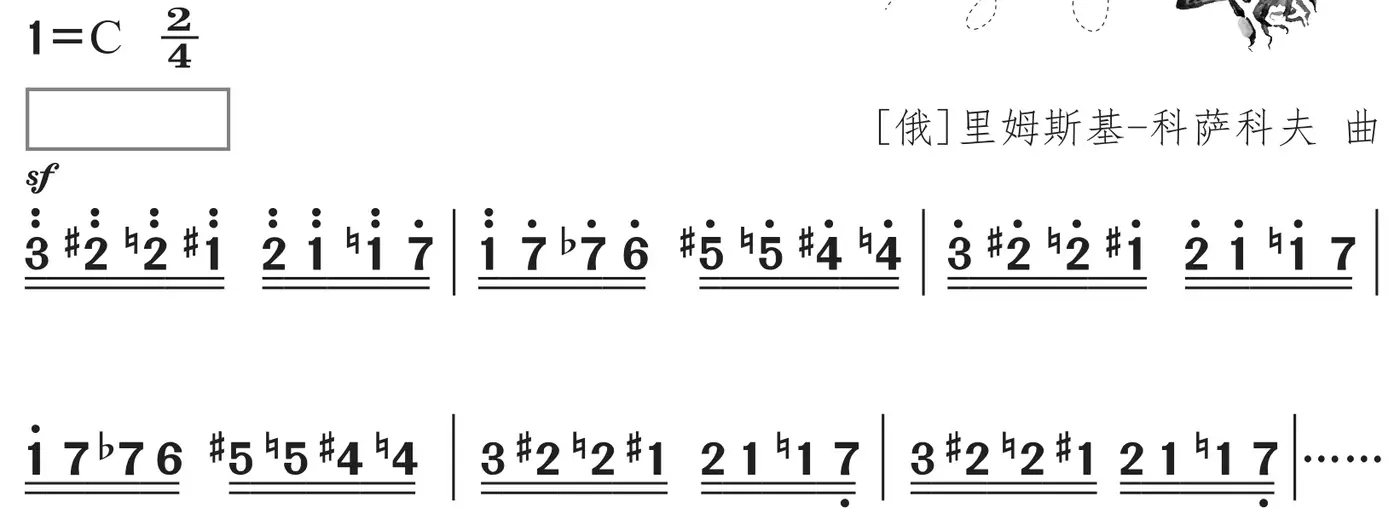 1=C 2/4
[俄]里姆斯基-科萨科夫 曲
sf
3 #2 ♮2 #1 2 1 ♮1 7 | 1 7 ♭7 6 #5 ♮5 #4 ♮4 | 3 #2 ♮2 #1 2 1 ♮1 7 |
1 7 ♭7 6 #5 ♮5 #4 ♮4 | 3 #2 ♮2 #1 2 1 ♮1 7 | 3 #2 ♮2 #1 2 1 ♮1 7 |……